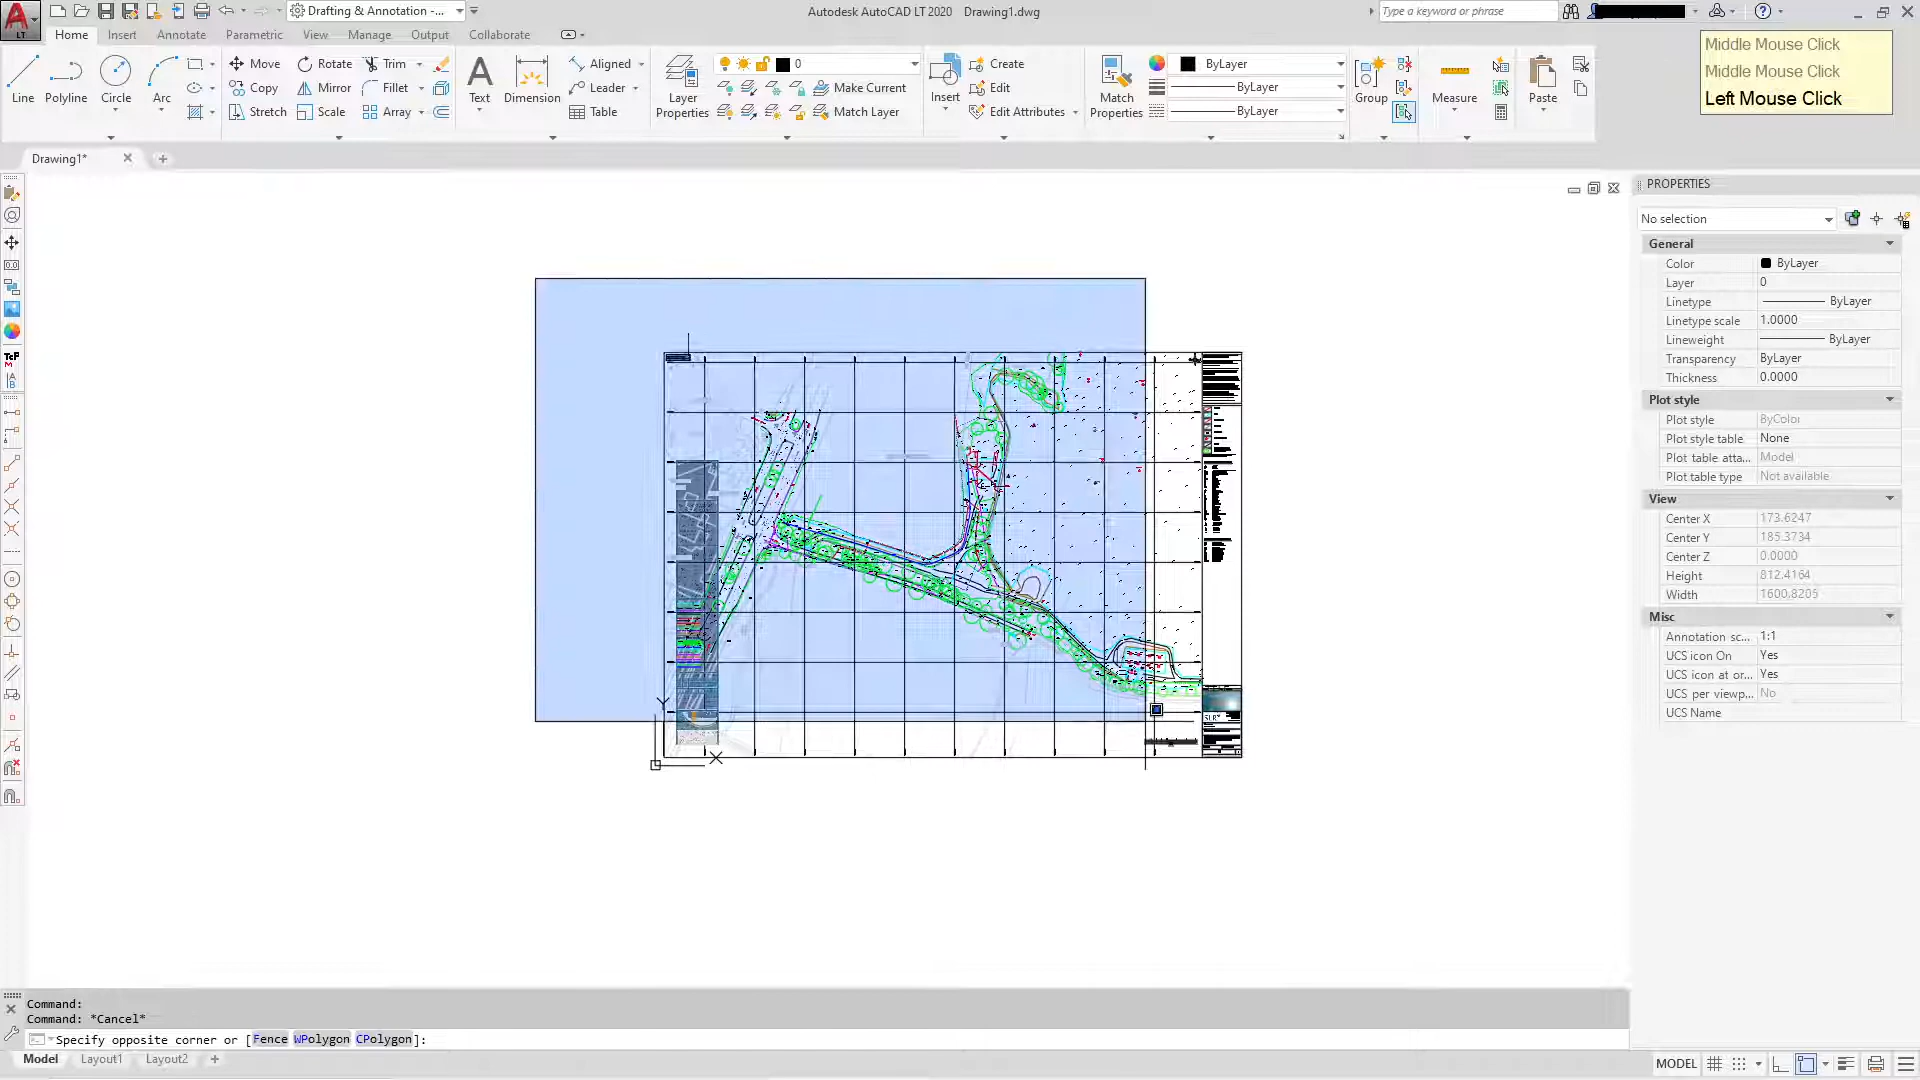 LT
Drafting & Annotation -...
Autodesk AutoCAD LT 2020 Drawing1.dwg
Type a keyword or phrase
Home Insert Annotate Parametric View Manage Output Collaborate
Line
Polyline
Circle
Arc
Move Rotate Trim
Copy Mirror Fillet
Stretch Scale Array
Text
Dimension
Aligned
Leader
Table
Layer
Properties
0
Make Current
Match Layer
Insert
Create
Edit
Edit Attributes
Match
Properties
ByLayer
ByLayer
ByLayer
Group
Measure
Paste
Middle Mouse Click
Middle Mouse Click
Left Mouse Click
Drawing1*
PROPERTIES
No selection
General
Color ByLayer
Layer 0
Linetype ByLayer
Linetype scale 1.0000
Lineweight ByLayer
Transparency ByLayer
Thickness 0.0000
Plot style
Plot style ByColor
Plot style table None
Plot table atta... Model
Plot table type Not available
View
Center X 173.6247
Center Y 185.3734
Center Z 0.0000
Height 812.4164
Width 1600.8205
Misc
Annotation sc... 1:1
UCS icon On Yes
UCS icon at or... Yes
UCS per viewp... No
UCS Name
Y
X
SLR
Command:
Command: *Cancel*
Specify opposite corner or [Fence WPolygon CPolygon]:
Model Layout1 Layout2
MODEL